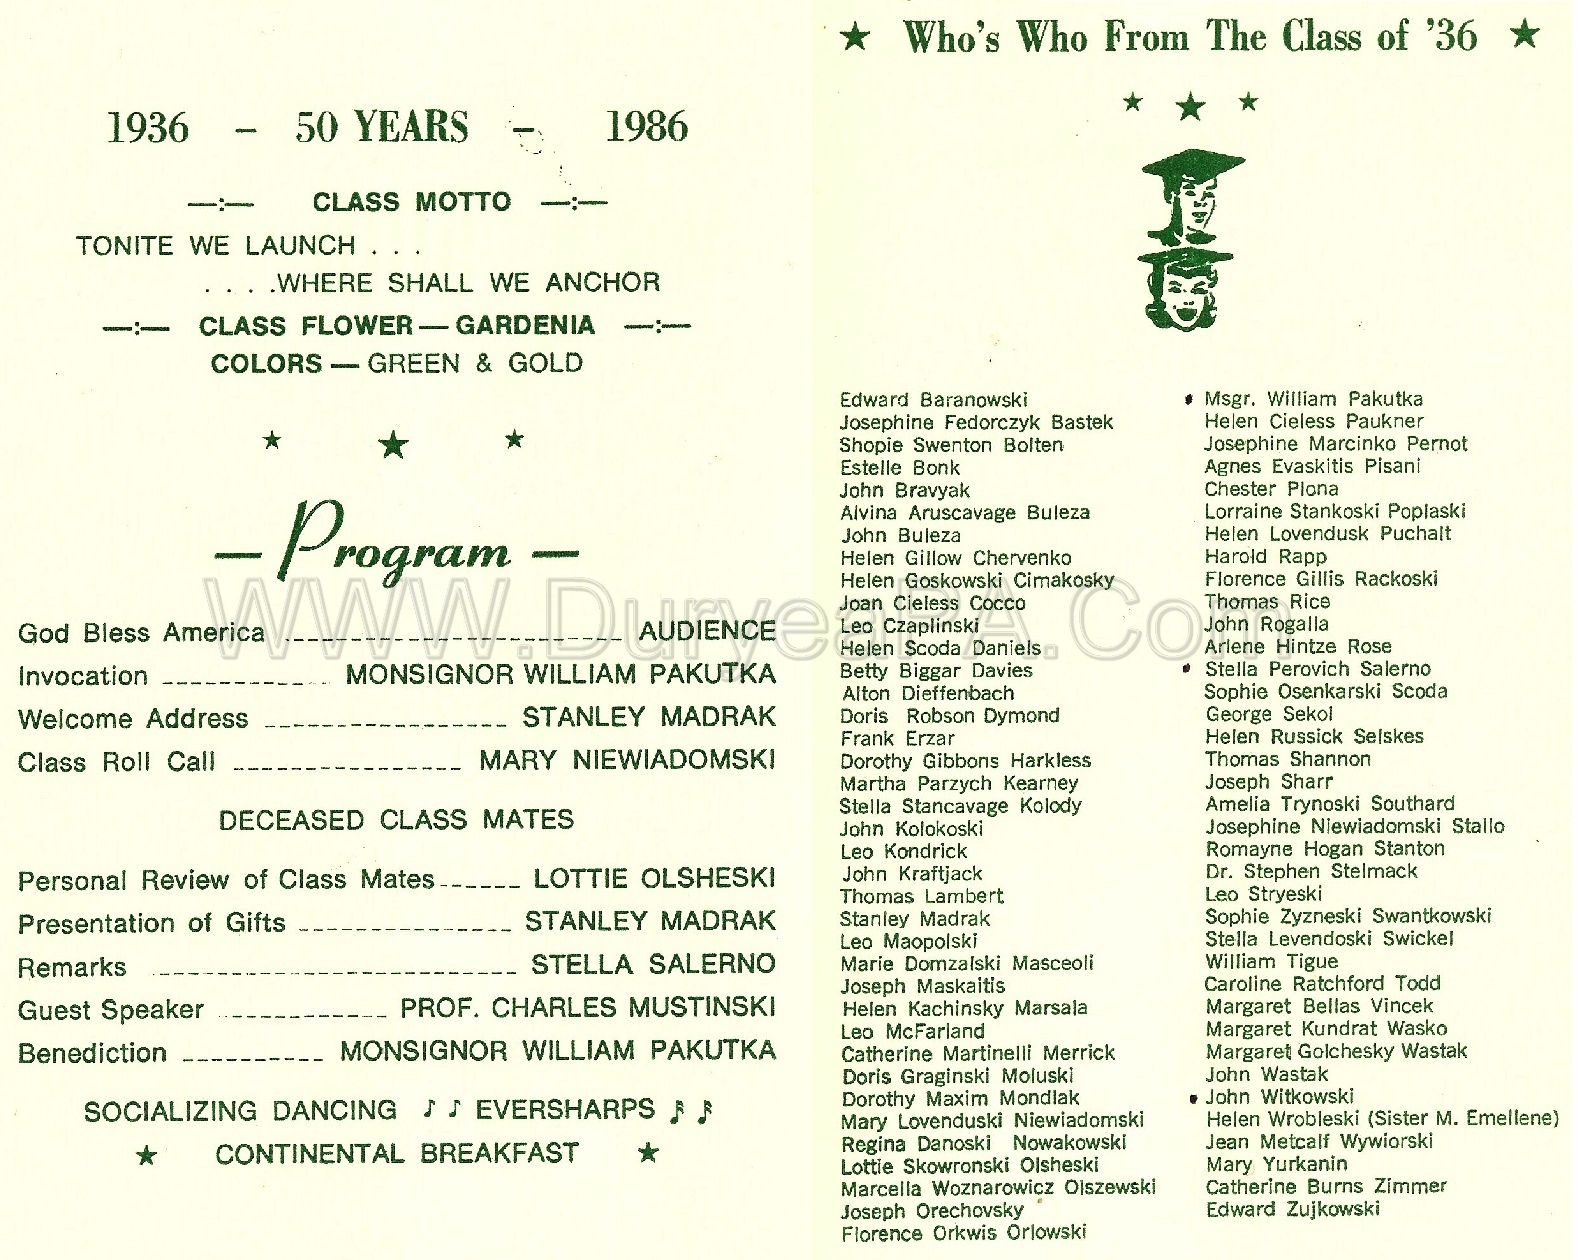 1936 - 50 YEARS - 1986
—:— CLASS MOTTO —:—
TONITE WE LAUNCH . . .
. . . .WHERE SHALL WE ANCHOR
—:— CLASS FLOWER — GARDENIA —:—
COLORS — GREEN & GOLD
★ ★ ★
— Program —
God Bless America AUDIENCE
Invocation MONSIGNOR WILLIAM PAKUTKA
Welcome Address STANLEY MADRAK
Class Roll Call MARY NIEWIADOMSKI
DECEASED CLASS MATES
Personal Review of Class Mates LOTTIE OLSHESKI
Presentation of Gifts STANLEY MADRAK
Remarks STELLA SALERNO
Guest Speaker PROF. CHARLES MUSTINSKI
Benediction MONSIGNOR WILLIAM PAKUTKA
SOCIALIZING DANCING ♪ ♪ EVERSHARPS ♪ ♪
★ CONTINENTAL BREAKFAST ★
★ Who's Who From The Class of '36 ★
★ ★ ★
Edward Baranowski
Josephine Fedorczyk Bastek
Shopie Swenton Bolten
Estelle Bonk
John Bravyak
Alvina Aruscavage Buleza
John Buleza
Helen Gillow Chervenko
Helen Goskowski Cimakosky
Joan Cieless Cocco
Leo Czaplinski
Helen Scoda Daniels
Betty Biggar Davies
Alton Dieffenbach
Doris Robson Dymond
Frank Erzar
Dorothy Gibbons Harkless
Martha Parzych Kearney
Stella Stancavage Kolody
John Kolokoski
Leo Kondrick
John Kraftjack
Thomas Lambert
Stanley Madrak
Leo Maopolski
Marie Domzalski Masceoli
Joseph Maskaitis
Helen Kachinsky Marsala
Leo McFarland
Catherine Martinelli Merrick
Doris Graginski Moluski
Dorothy Maxim Mondlak
Mary Lovenduski Niewiadomski
Regina Danoski Nowakowski
Lottie Skowronski Olsheski
Marcella Woznarowicz Olszewski
Joseph Orechovsky
Florence Orkwis Orlowski
Msgr. William Pakutka
Helen Cieless Paukner
Josephine Marcinko Pernot
Agnes Evaskitis Pisani
Chester Plona
Lorraine Stankoski Poplaski
Helen Lovendusk Puchalt
Harold Rapp
Florence Gillis Rackoski
Thomas Rice
John Rogalla
Arlene Hintze Rose
Stella Perovich Salerno
Sophie Osenkarski Scoda
George Sekol
Helen Russick Selskes
Thomas Shannon
Joseph Sharr
Amelia Trynoski Southard
Josephine Niewiadomski Stallo
Romayne Hogan Stanton
Dr. Stephen Stelmack
Leo Stryeski
Sophie Zyzneski Swantkowski
Stella Levendoski Swickel
William Tigue
Caroline Ratchford Todd
Margaret Bellas Vincek
Margaret Kundrat Wasko
Margaret Golchesky Wastak
John Wastak
John Witkowski
Helen Wrobleski (Sister M. Emellene)
Jean Metcalf Wywiorski
Mary Yurkanin
Catherine Burns Zimmer
Edward Zujkowski
WWW.DuryeaPA.Com